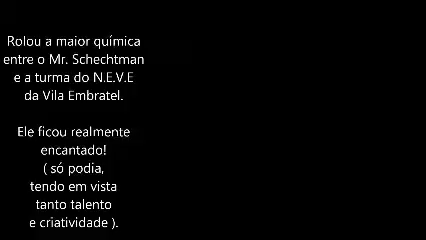 Rolou a maior química
entre o Mr. Schechtman
e a turma do N.E.V.E
da Vila Embratel.
Ele ficou realmente
encantado!
( só podia,
tendo em vista
tanto talento
e criatividade ).